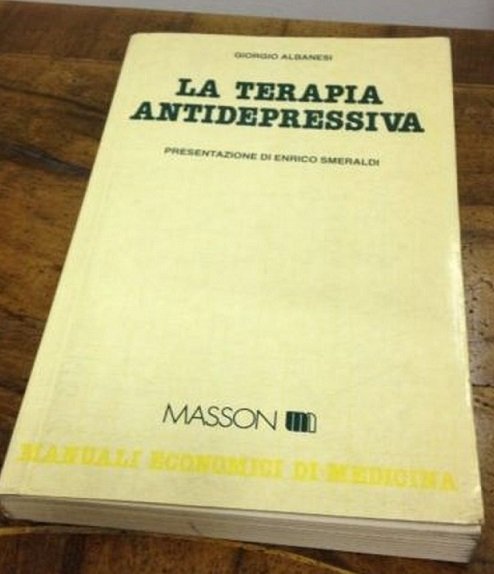 GIORGIO ALBANESI
LA TERAPIA
ANTIDEPRESSIVA
PRESENTAZIONE DI ENRICO SMERALDI
MASSON m
MANUALI ECONOMICI DI MEDICINA